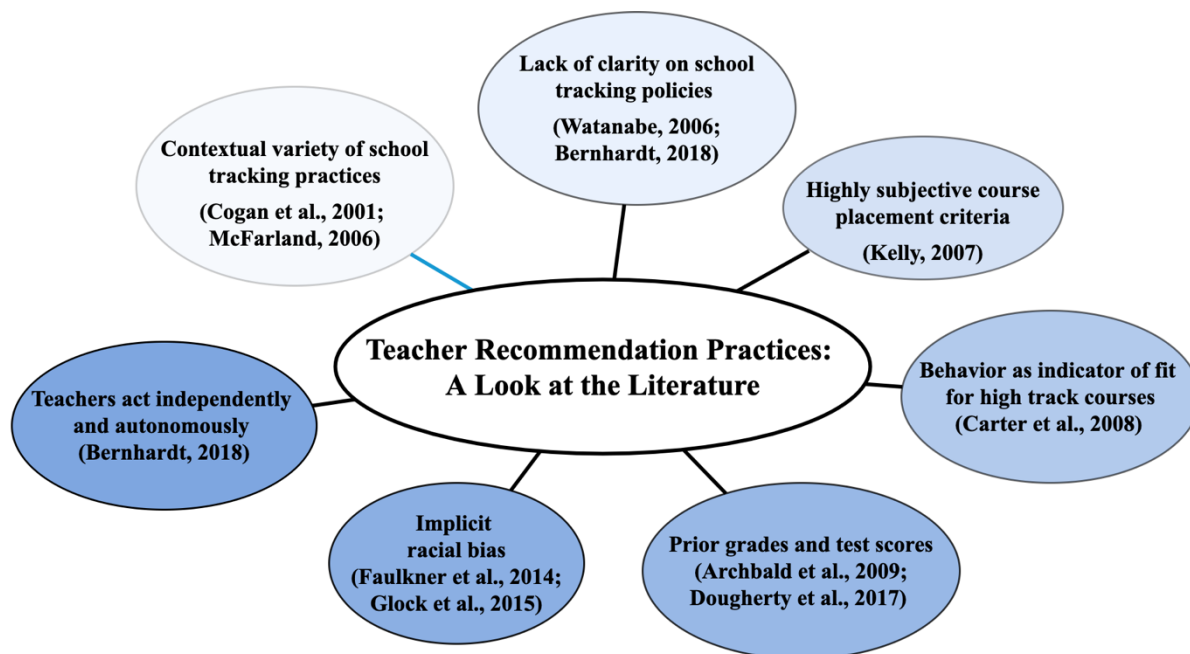 Lack of clarity on school
tracking policies
(Watanabe, 2006;
Bernhardt, 2018)
Contextual variety of school
tracking practices
(Cogan et al., 2001;
McFarland, 2006)
Highly subjective course
placement criteria
(Kelly, 2007)
Teacher Recommendation Practices:
A Look at the Literature
Behavior as indicator of fit
for high track courses
(Carter et al., 2008)
Teachers act independently
and autonomously
(Bernhardt, 2018)
Implicit
racial bias
(Faulkner et al., 2014;
Glock et al., 2015)
Prior grades and test scores
(Archbald et al., 2009;
Dougherty et al., 2017)